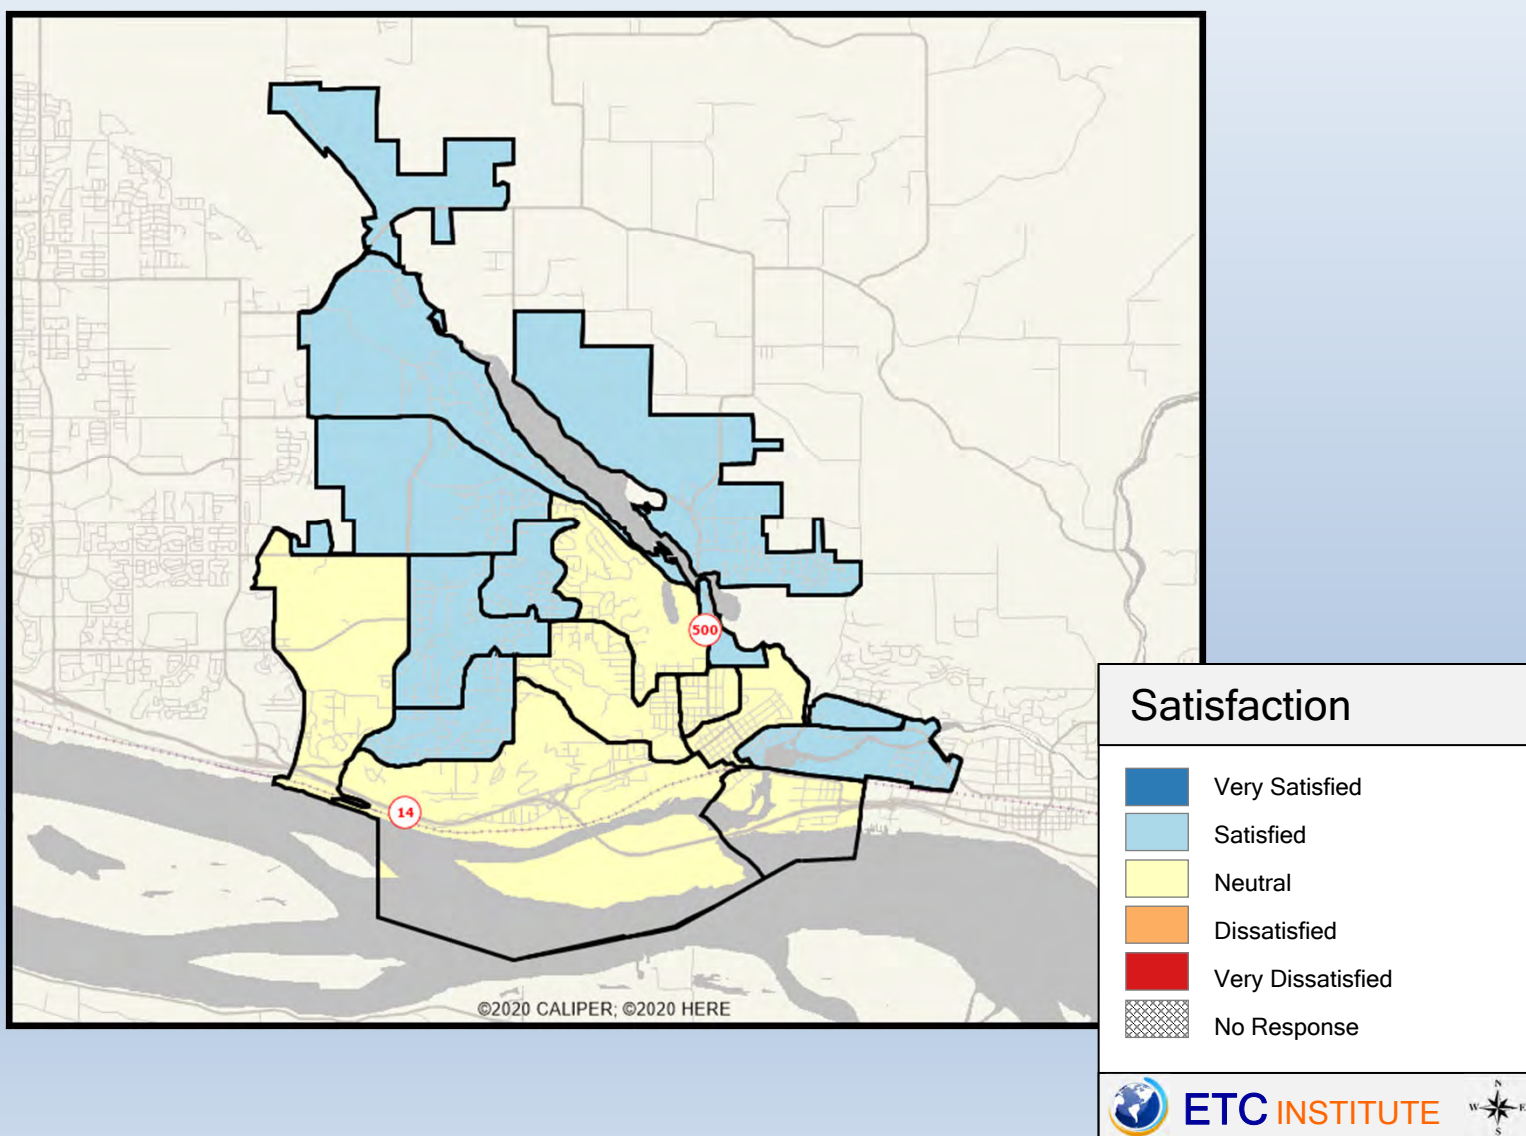 500
14
©2020 CALIPER; ©2020 HERE
Satisfaction
Very Satisfied
Satisfied
Neutral
Dissatisfied
Very Dissatisfied
No Response
ETC INSTITUTE
N
W E
S